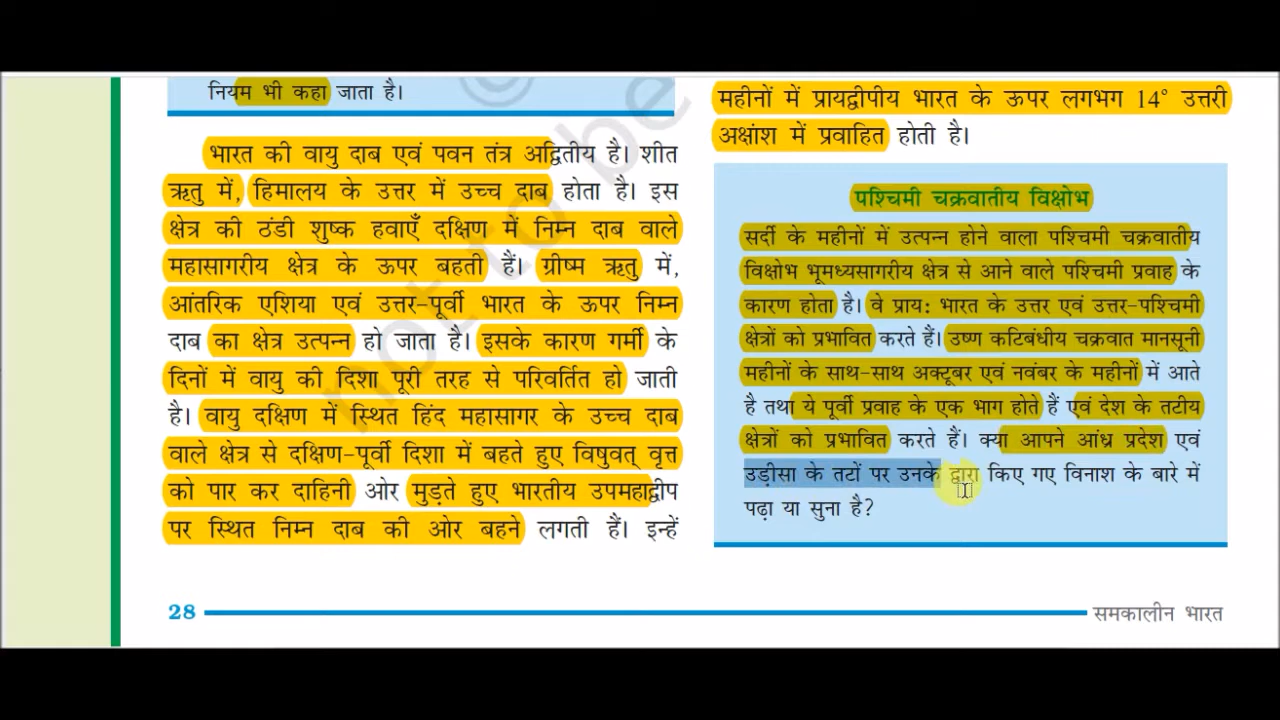 नियम भी कहा जाता है।
भारत की वायु दाब एवं पवन तंत्र अद्वितीय है। शीत
ऋतु में, हिमालय के उत्तर में उच्च दाब होता है। इस
क्षेत्र की ठंडी शुष्क हवाएँ दक्षिण में निम्न दाब वाले
महासागरीय क्षेत्र के ऊपर बहती हैं। ग्रीष्म ऋतु में,
आंतरिक एशिया एवं उत्तर-पूर्वी भारत के ऊपर निम्न
दाब का क्षेत्र उत्पन्न हो जाता है। इसके कारण गर्मी के
दिनों में वायु की दिशा पूरी तरह से परिवर्तित हो जाती
है। वायु दक्षिण में स्थित हिंद महासागर के उच्च दाब
वाले क्षेत्र से दक्षिण-पूर्वी दिशा में बहते हुए विषुवत् वृत्त
को पार कर दाहिनी ओर मुड़ते हुए भारतीय उपमहाद्वीप
पर स्थित निम्न दाब की ओर बहने लगती हैं। इन्हें
महीनों में प्रायद्वीपीय भारत के ऊपर लगभग 14° उत्तरी
अक्षांश में प्रवाहित होती है।
पश्चिमी चक्रवातीय विक्षोभ
सर्दी के महीनों में उत्पन्न होने वाला पश्चिमी चक्रवातीय
विक्षोभ भूमध्यसागरीय क्षेत्र से आने वाले पश्चिमी प्रवाह के
कारण होता है। वे प्राय: भारत के उत्तर एवं उत्तर-पश्चिमी
क्षेत्रों को प्रभावित करते हैं। उष्ण कटिबंधीय चक्रवात मानसूनी
महीनों के साथ-साथ अक्टूबर एवं नवंबर के महीनों में आते
है तथा ये पूर्वी प्रवाह के एक भाग होते हैं एवं देश के तटीय
क्षेत्रों को प्रभावित करते हैं। क्या आपने आंध्र प्रदेश एवं
उड़ीसा के तटों पर उनके द्वारा किए गए विनाश के बारे में
पढ़ा या सुना है?
28
समकालीन भारत
not to be
©